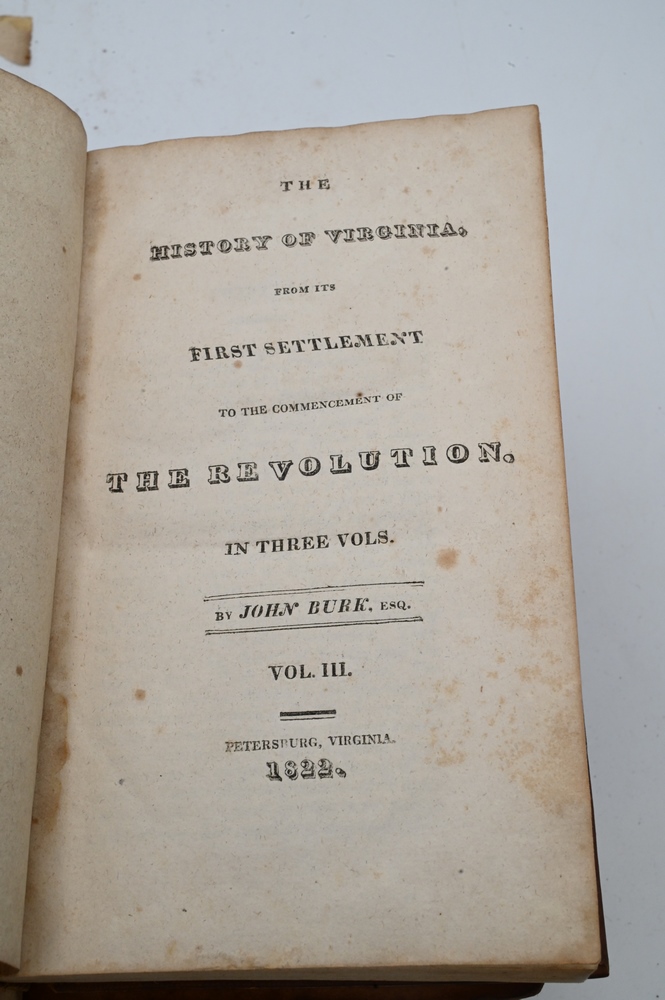 THE
HISTORY OF VIRGINIA,
FROM ITS
FIRST SETTLEMENT
TO THE COMMENCEMENT OF
THE REVOLUTION.
IN THREE VOLS.
BY JOHN BURK, ESQ.
VOL. III.
PETERSBURG, VIRGINIA.
1822.